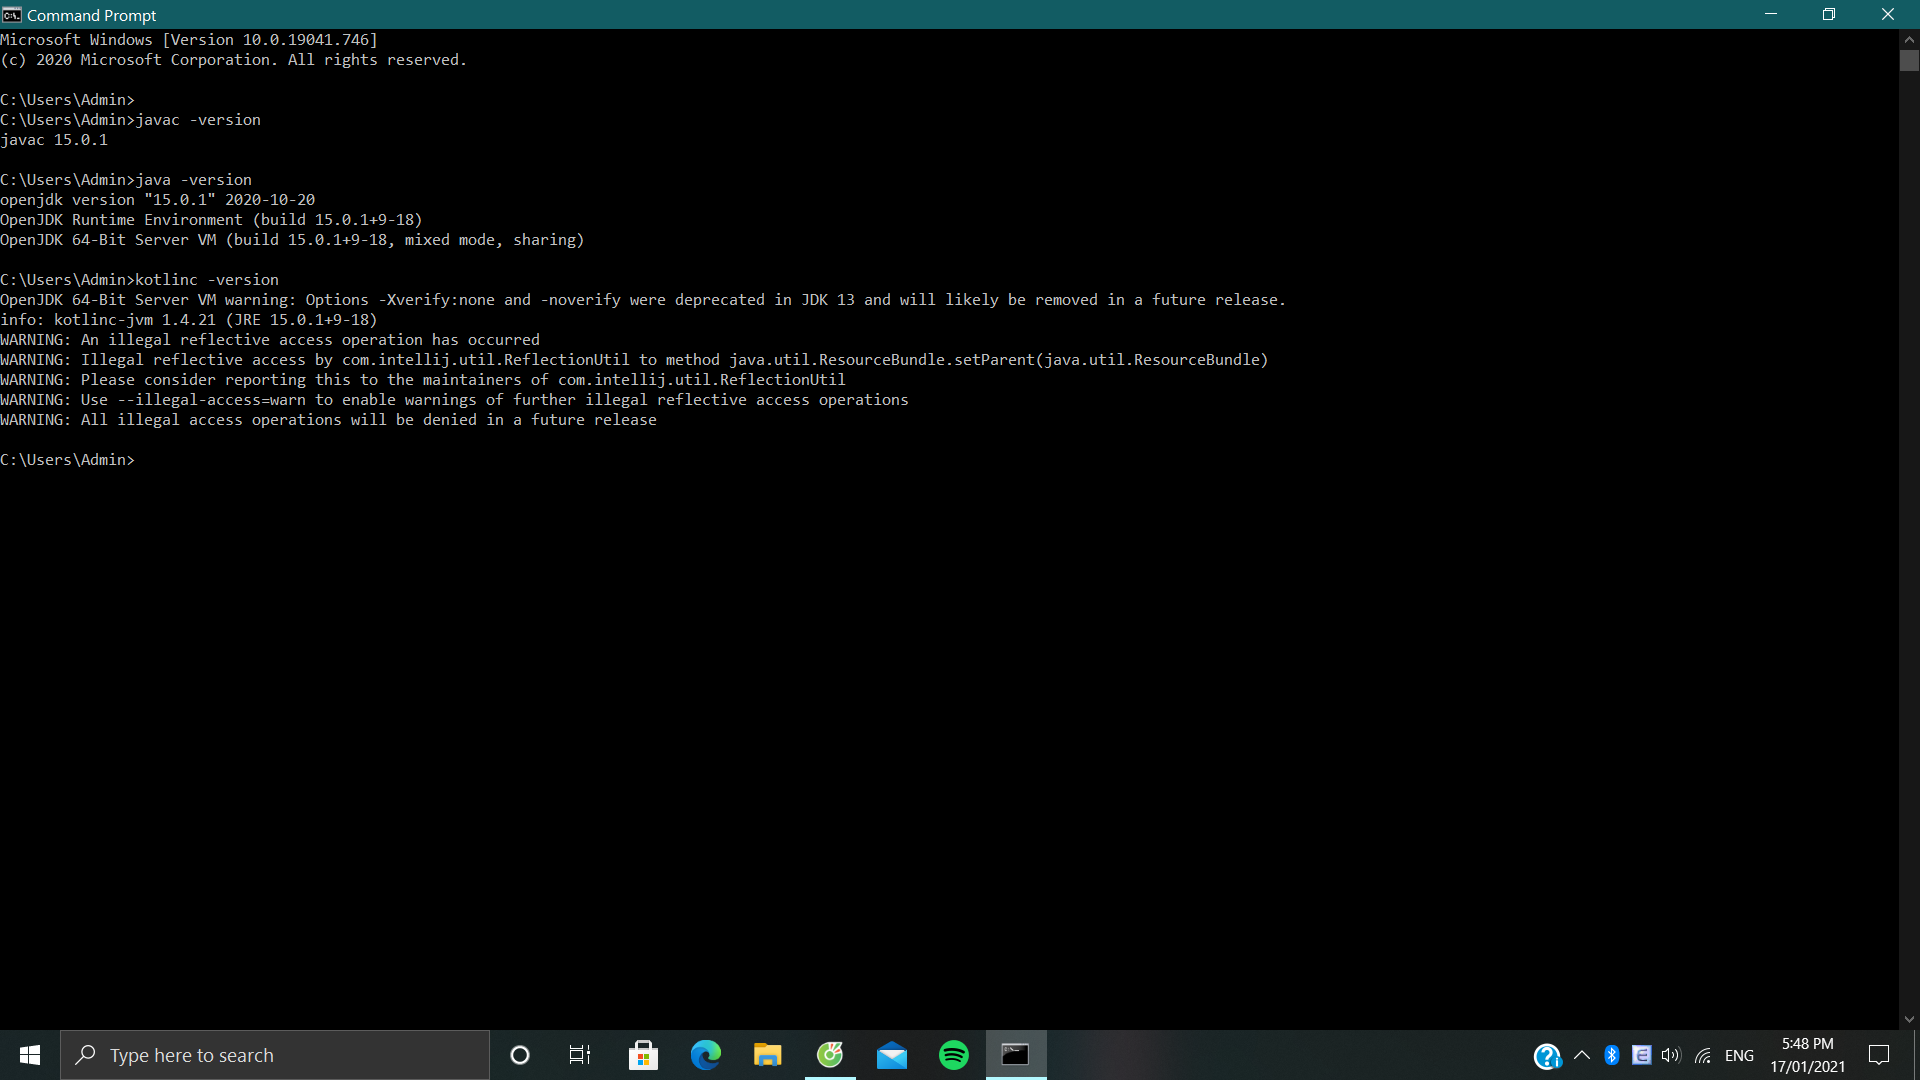 Command Prompt
Microsoft Windows [Version 10.0.19041.746]
(c) 2020 Microsoft Corporation. All rights reserved.
C:\Users\Admin>
C:\Users\Admin>javac -version
javac 15.0.1
C:\Users\Admin>java -version
openjdk version "15.0.1" 2020-10-20
OpenJDK Runtime Environment (build 15.0.1+9-18)
OpenJDK 64-Bit Server VM (build 15.0.1+9-18, mixed mode, sharing)
C:\Users\Admin>kotlinc -version
OpenJDK 64-Bit Server VM warning: Options -Xverify:none and -noverify were deprecated in JDK 13 and will likely be removed in a future release.
info: kotlinc-jvm 1.4.21 (JRE 15.0.1+9-18)
WARNING: An illegal reflective access operation has occurred
WARNING: Illegal reflective access by com.intellij.util.ReflectionUtil to method java.util.ResourceBundle.setParent(java.util.ResourceBundle)
WARNING: Please consider reporting this to the maintainers of com.intellij.util.ReflectionUtil
WARNING: Use --illegal-access=warn to enable warnings of further illegal reflective access operations
WARNING: All illegal access operations will be denied in a future release
C:\Users\Admin>
Type here to search
ENG
5:48 PM
17/01/2021